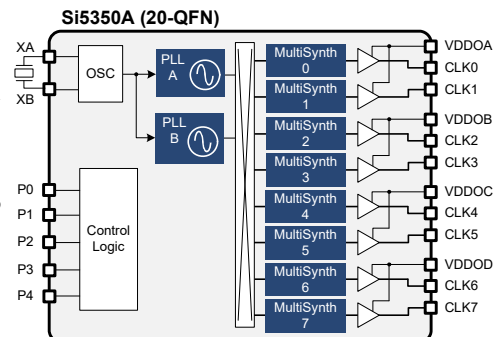 Si5350A (20-QFN)
XA
XB
OSC
PLL
A
PLL
B
P0
P1
P2
P3
P4
Control
Logic
MultiSynth
0
MultiSynth
1
MultiSynth
2
MultiSynth
3
MultiSynth
4
MultiSynth
5
MultiSynth
6
MultiSynth
7
VDDOA
CLK0
CLK1
VDDOB
CLK2
CLK3
VDDOC
CLK4
CLK5
VDDOD
CLK6
CLK7